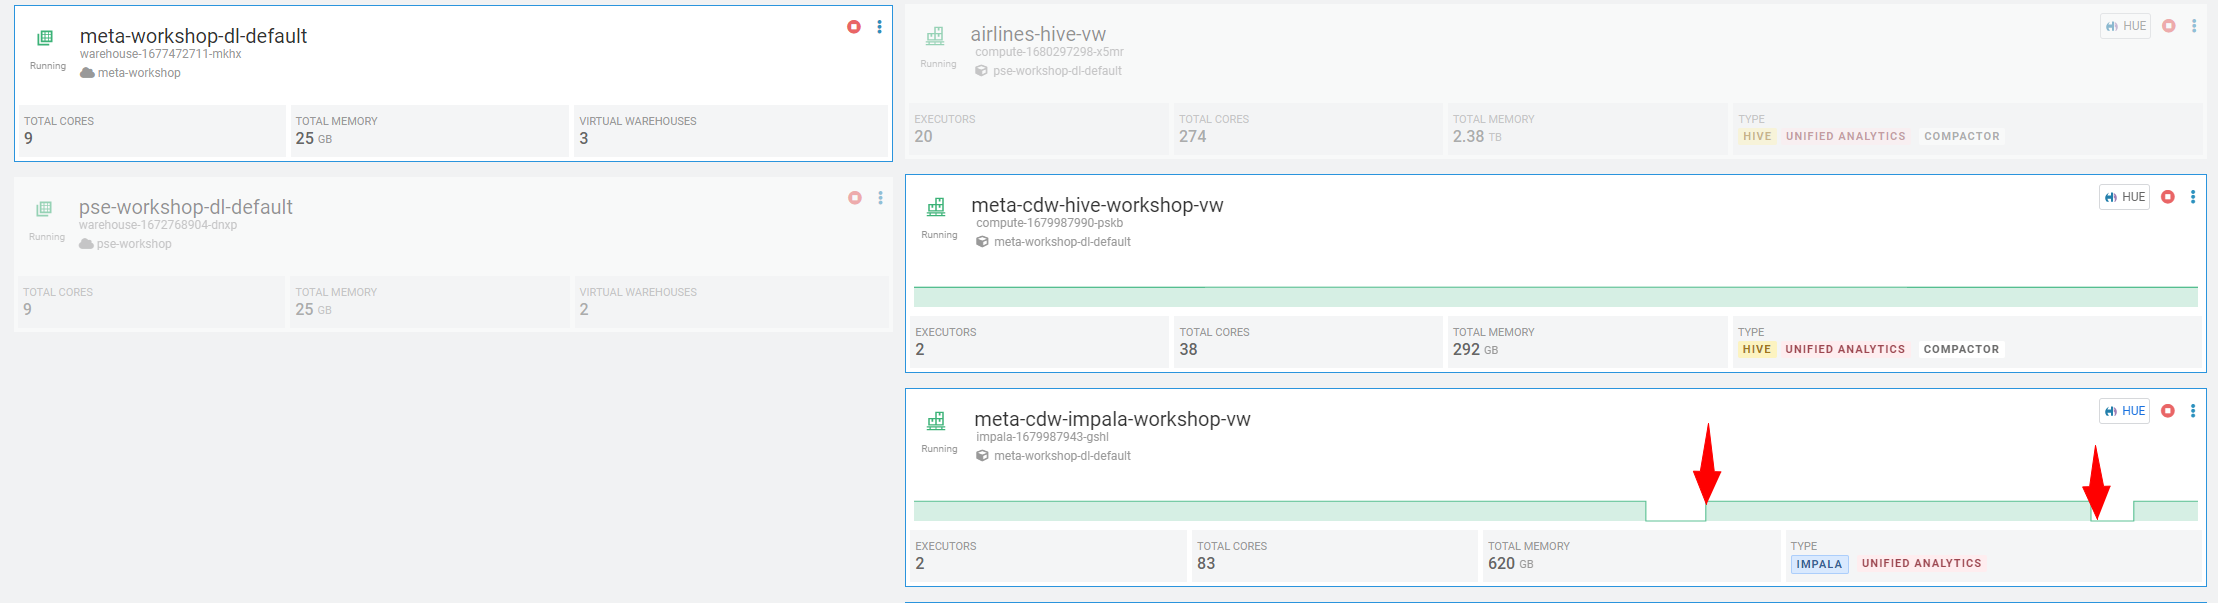 meta-workshop-dl-default
warehouse-1677472711-mkhx
Running
meta-workshop
TOTAL CORES
9
TOTAL MEMORY
25 GB
VIRTUAL WAREHOUSES
3
pse-workshop-dl-default
warehouse-1672768904-dnxp
Running
pse-workshop
TOTAL CORES
9
TOTAL MEMORY
25 GB
VIRTUAL WAREHOUSES
2
airlines-hive-vw
HUE
compute-1680297298-x5mr
Running
pse-workshop-dl-default
EXECUTORS
20
TOTAL CORES
274
TOTAL MEMORY
2.38 TB
TYPE
HIVE UNIFIED ANALYTICS COMPACTOR
meta-cdw-hive-workshop-vw
HUE
compute-1679987990-pskb
Running
meta-workshop-dl-default
EXECUTORS
2
TOTAL CORES
38
TOTAL MEMORY
292 GB
TYPE
HIVE UNIFIED ANALYTICS COMPACTOR
meta-cdw-impala-workshop-vw
HUE
impala-1679987943-gshl
Running
meta-workshop-dl-default
EXECUTORS
2
TOTAL CORES
83
TOTAL MEMORY
620 GB
TYPE
IMPALA UNIFIED ANALYTICS